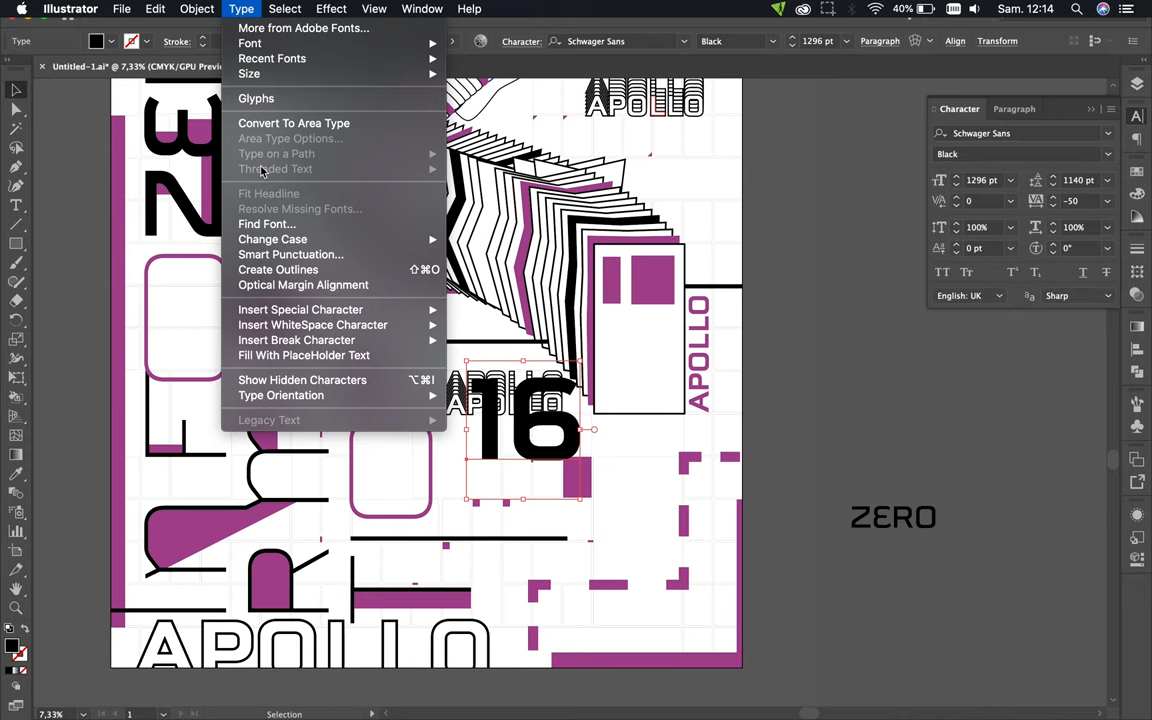 Illustrator File Edit Object Type Select Effect View Window Help 40% Sam. 12:14
Type Stroke: Character: Schwager Sans Black 1296 pt Paragraph Align Transform
Untitled-1.ai* @ 7,33% (CMYK/GPU Previ
More from Adobe Fonts...
Font
Recent Fonts
Size
Glyphs
Convert To Area Type
Area Type Options...
Type on a Path
Threaded Text
Fit Headline
Resolve Missing Fonts...
Find Font...
Change Case
Smart Punctuation...
Create Outlines ⇧⌘O
Optical Margin Alignment
Insert Special Character
Insert WhiteSpace Character
Insert Break Character
Fill With PlaceHolder Text
Show Hidden Characters ⌥⌘I
Type Orientation
Legacy Text
Character Paragraph
Schwager Sans
Black
1296 pt 1140 pt
0 -50
100% 100%
0 pt 0°
English: UK Sharp
APOLLO
APOLLO
APOLLO
16
ZERO
APOLLO
7,33% 1 Selection